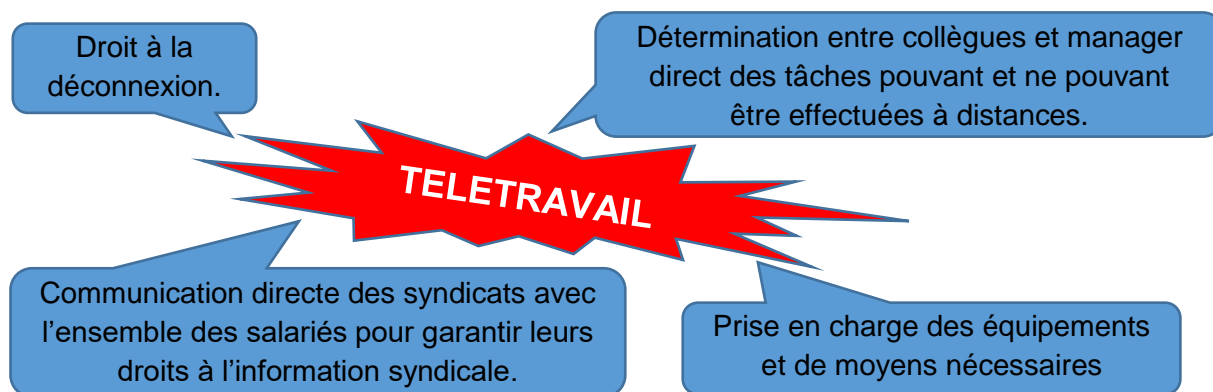 Droit à la
déconnexion.
Détermination entre collègues et manager
direct des tâches pouvant et ne pouvant
être effectuées à distances.
TELETRAVAIL
Communication directe des syndicats avec
l’ensemble des salariés pour garantir leurs
droits à l’information syndicale.
Prise en charge des équipements
et de moyens nécessaires